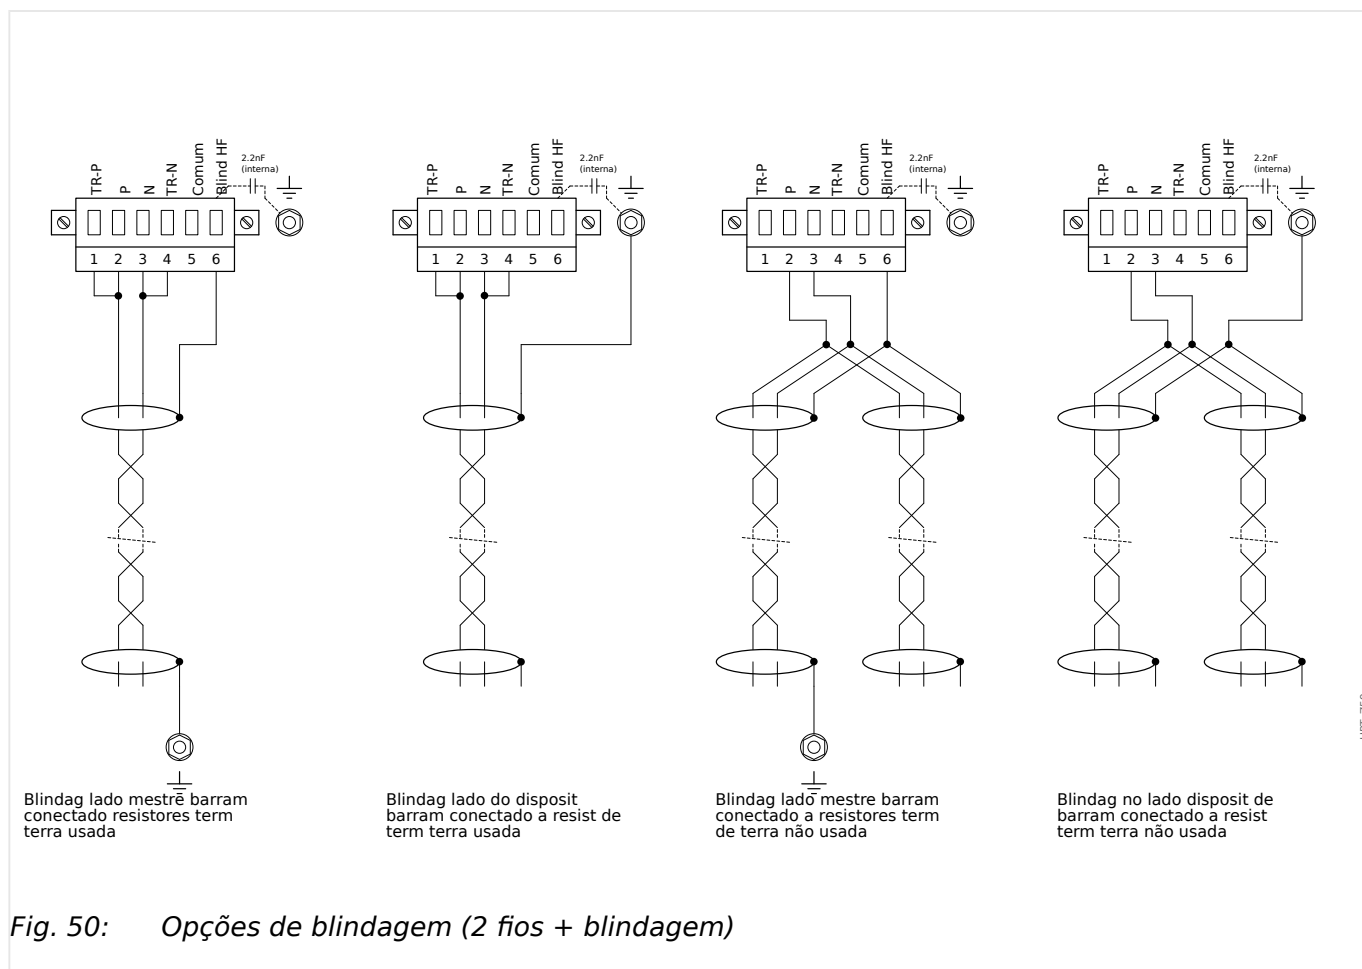 TR-P
P
N
TR-N
Comum
Blind HF
2.2nF
(interna)
1 2 3 4 5 6
TR-P
P
N
TR-N
Comum
Blind HF
2.2nF
(interna)
1 2 3 4 5 6
TR-P
P
N
TR-N
Comum
Blind HF
2.2nF
(interna)
1 2 3 4 5 6
TR-P
P
N
TR-N
Comum
Blind HF
2.2nF
(interna)
1 2 3 4 5 6
Blindag lado mestre barram
conectado resistores term
terra usada
Blindag lado do disposit
barram conectado a resist de
term terra usada
Blindag lado mestre barram
conectado a resistores term
de terra não usada
Blindag no lado disposit de
barram conectado a resist
term terra não usada
Fig. 50: Opções de blindagem (2 fios + blindagem)